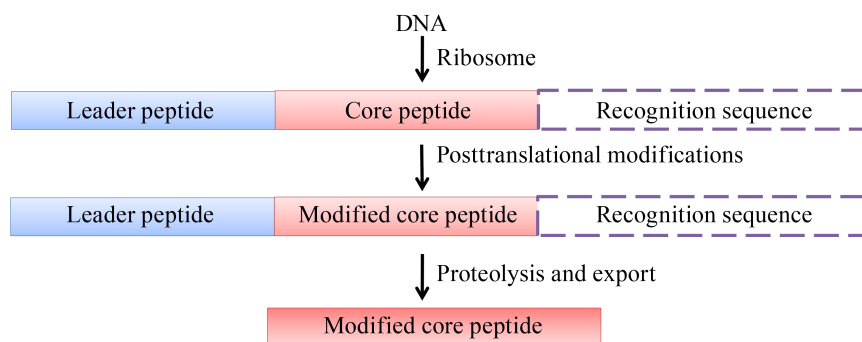 DNA
Ribosome
Leader peptide Core peptide Recognition sequence
Posttranslational modifications
Leader peptide Modified core peptide Recognition sequence
Proteolysis and export
Modified core peptide